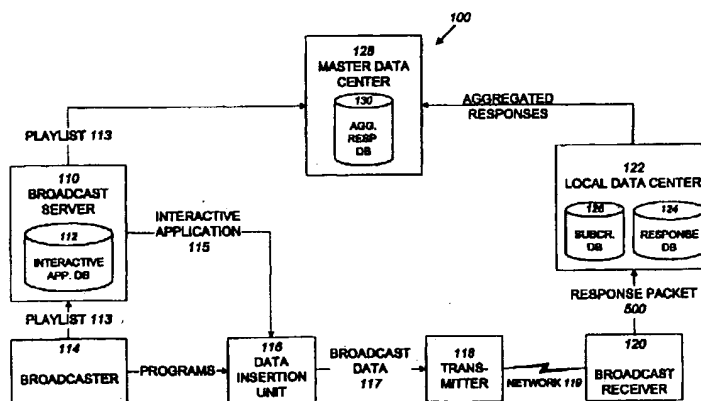 100
128
MASTER DATA
CENTER
130
AGG.
RESP
DB
AGGREGATED
RESPONSES
PLAYLIST 113
110
BROADCAST
SERVER
112
INTERACTIVE
APP. DB
INTERACTIVE
APPLICATION
115
122
LOCAL DATA CENTER
126
SUBCR.
DB
124
RESPONSE
DB
PLAYLIST 113
RESPONSE PACKET
500
114
BROADCASTER
PROGRAMS
116
DATA
INSERTION
UNIT
BROADCAST
DATA
117
118
TRANS-
MITTER
NETWORK 119
120
BROADCAST
RECEIVER